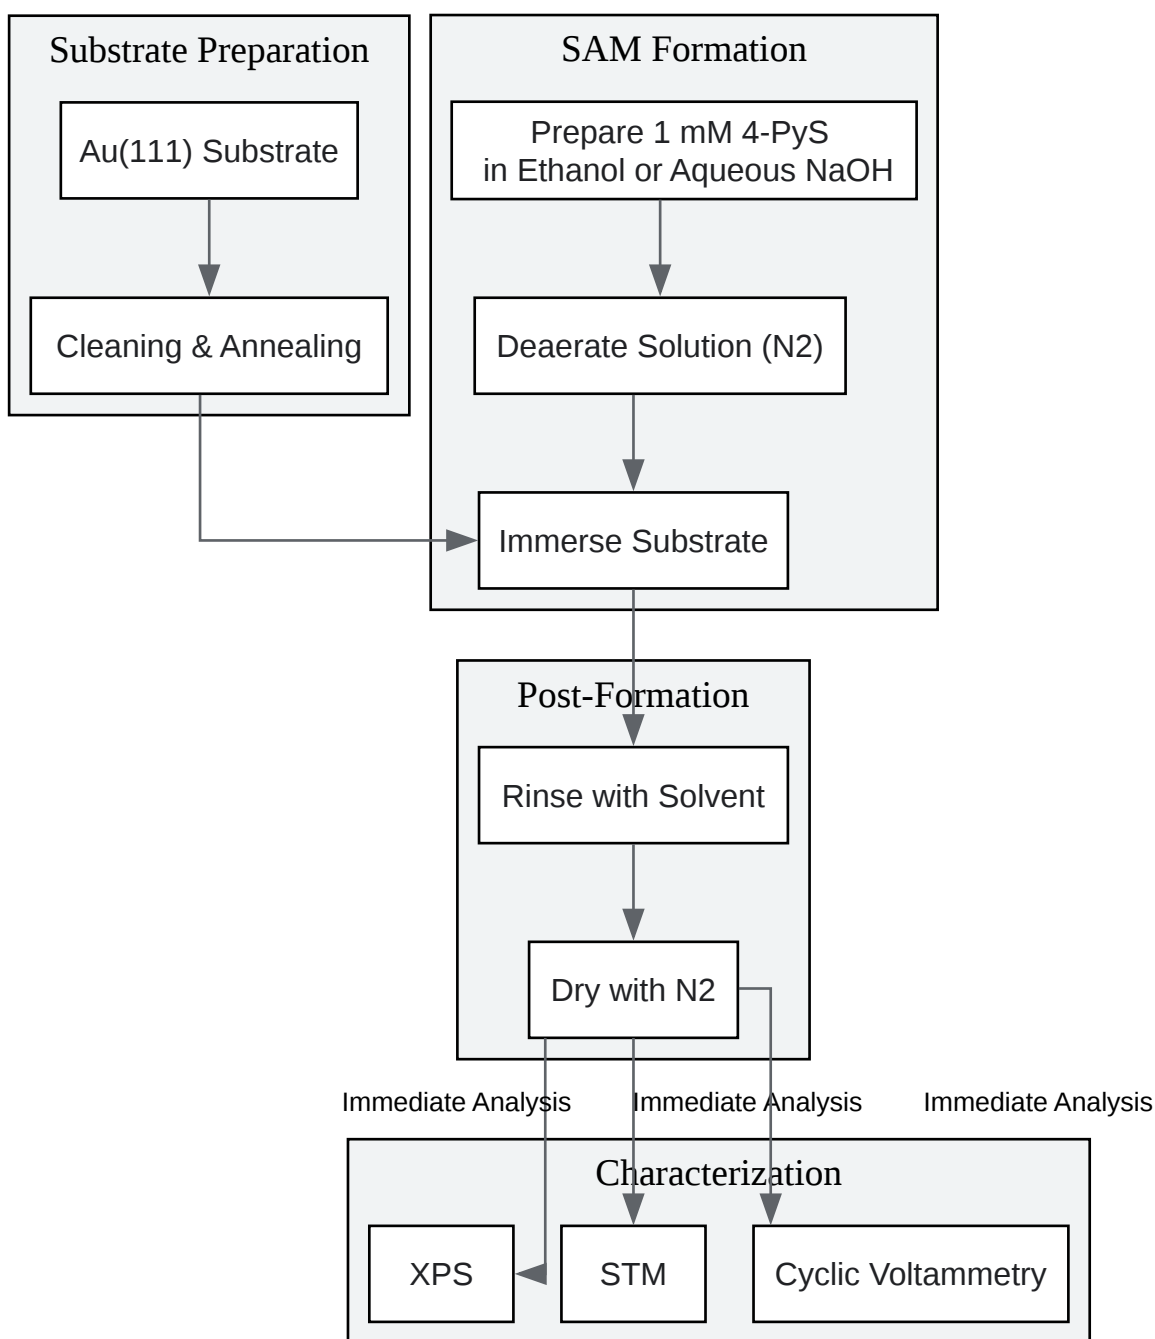 Substrate Preparation
Au(111) Substrate
Cleaning & Annealing
SAM Formation
Prepare 1 mM 4-PyS
in Ethanol or Aqueous NaOH
Deaerate Solution (N2)
Immerse Substrate
Post-Formation
Rinse with Solvent
Dry with N2
Immediate Analysis
Immediate Analysis
Immediate Analysis
Characterization
XPS
STM
Cyclic Voltammetry